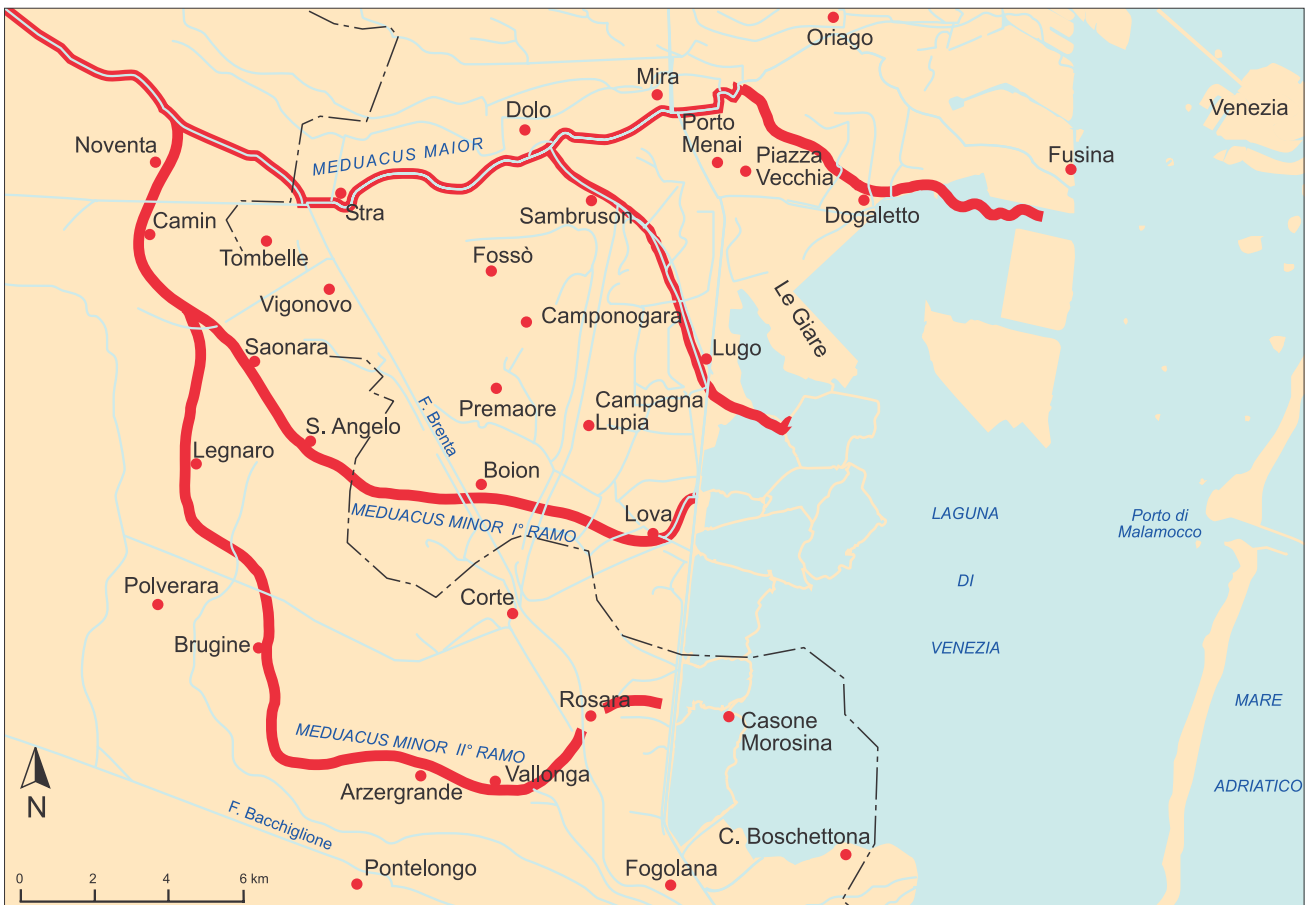 Oriago
Mira
Venezia
Dolo
Noventa
MEDUACUS MAIOR
Porto
Menai
Piazza
Vecchia
Fusina
Stra
Sambruson
Dogaletto
Camin
Tombelle
Fossò
Vigonovo
Camponogara
Le Giare
Saonara
Lugo
Premaore
Campagna
Lupia
F. Brenta
S. Angelo
Legnaro
Boion
MEDUACUS MINOR I° RAMO
Lova
LAGUNA
DI
VENEZIA
Porto di
Malamocco
Polverara
Corte
Brugine
Rosara
Casone
Morosina
MARE
ADRIATICO
MEDUACUS MINOR II° RAMO
Vallonga
Arzergrande
N
F. Bacchiglione
C. Boschettona
Pontelongo
Fogolana
0 2 4 6 km